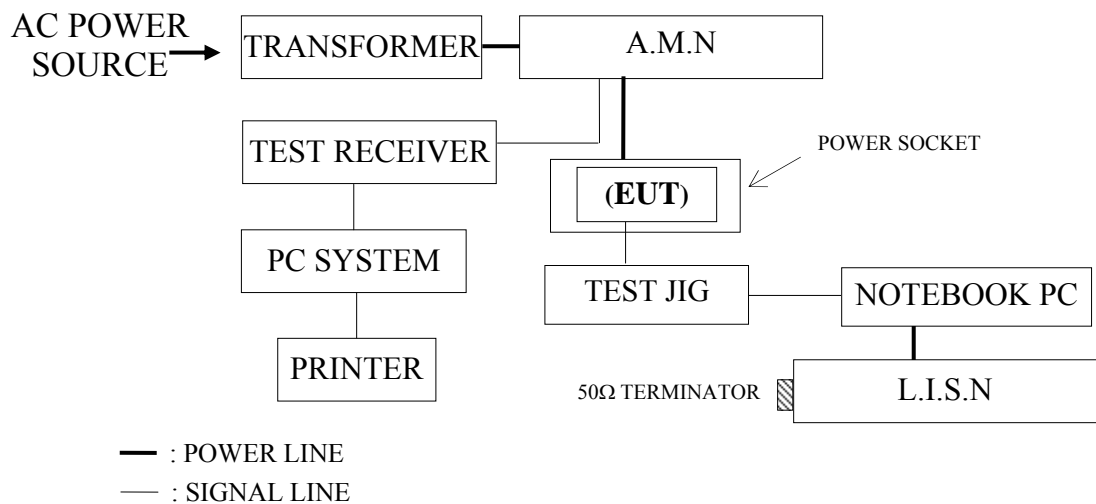 AC POWER
SOURCE
TRANSFORMER
A.M.N
TEST RECEIVER
POWER SOCKET
(EUT)
PC SYSTEM
TEST JIG
NOTEBOOK PC
PRINTER
50Ω TERMINATOR
L.I.S.N
: POWER LINE
: SIGNAL LINE